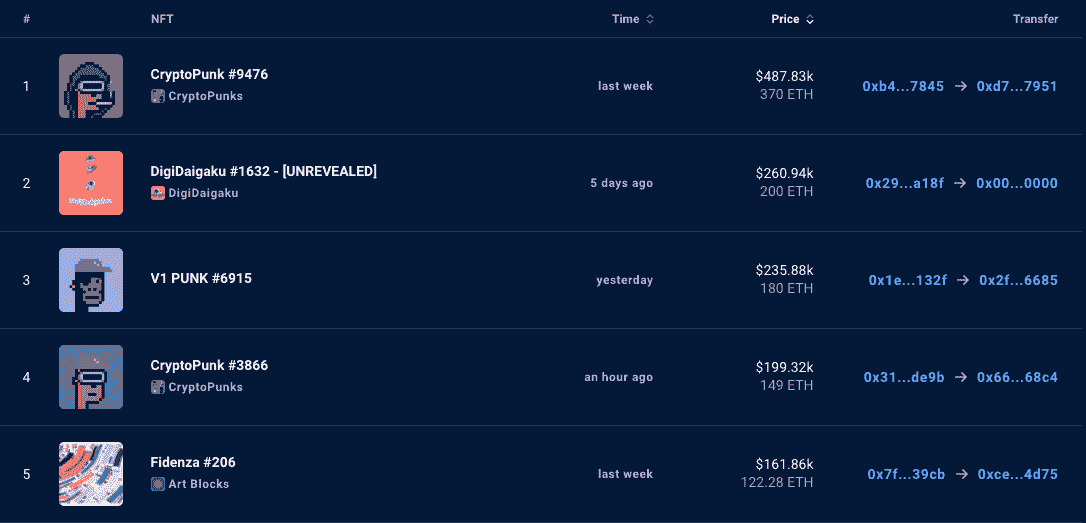 # NFT Time Price Transfer
1 CryptoPunk #9476 last week $487.83k 0xb4...7845 → 0xd7...7951
CryptoPunks 370 ETH
2 DigiDaigaku #1632 - [UNREVEALED] 5 days ago $260.94k 0x29...a18f → 0x00...0000
DigiDaigaku 200 ETH
3 V1 PUNK #6915 yesterday $235.88k 0x1e...132f → 0x2f...6685
180 ETH
4 CryptoPunk #3866 an hour ago $199.32k 0x31...de9b → 0x66...68c4
CryptoPunks 149 ETH
5 Fidenza #206 last week $161.86k 0x7f...39cb → 0xce...4d75
Art Blocks 122.28 ETH